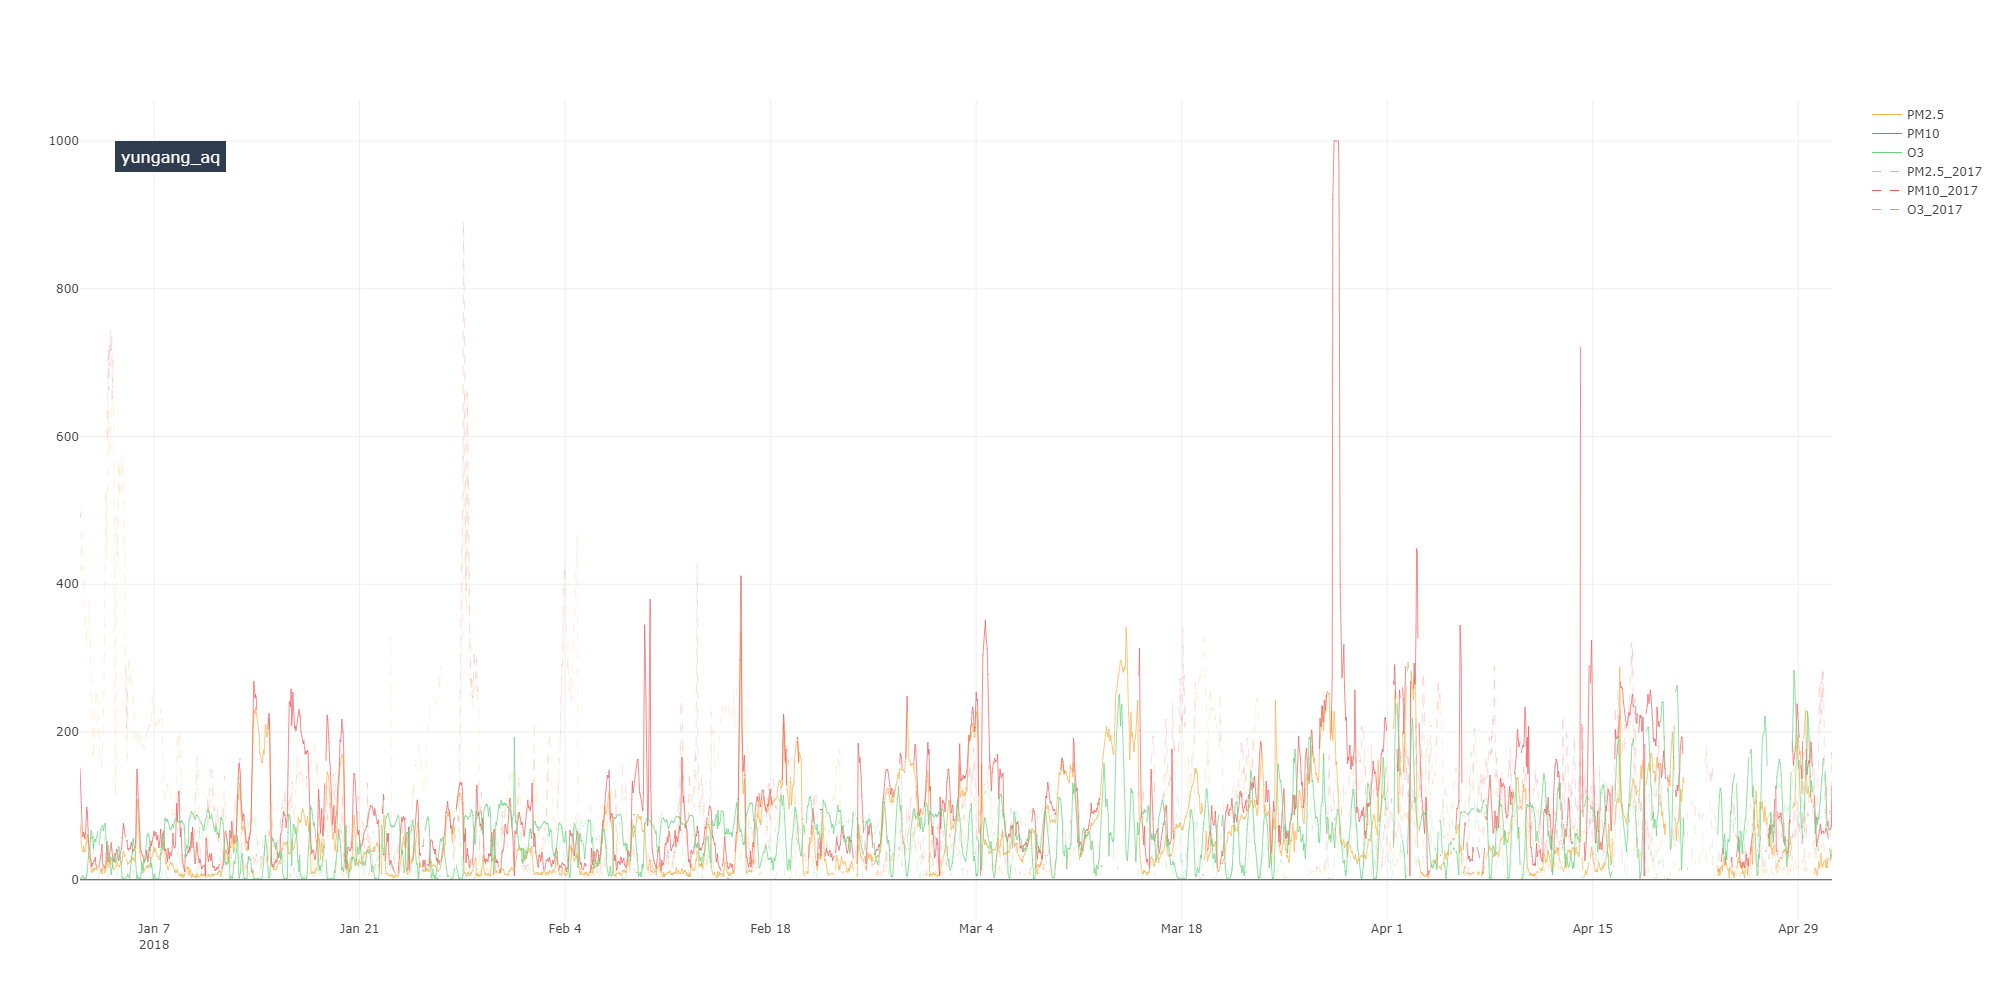 yungang_aq
1000
800
600
400
200
0
Jan 7
2018
Jan 21
Feb 4
Feb 18
Mar 4
Mar 18
Apr 1
Apr 15
Apr 29
PM2.5
PM10
O3
PM2.5_2017
PM10_2017
O3_2017